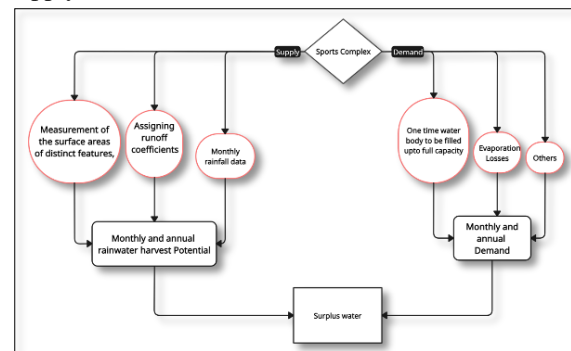 Supply
Sports Complex
Demand
Measurement of
the surface areas
of distinct features,
Assigning
runoff
coefficients
Monthly
rainfall data
One time water
body to be filled
upto full capacity
Evaporation
Losses
Others
Monthly and annual
rainwater harvest Potential
Monthly and
annual
Demand
Surplus water